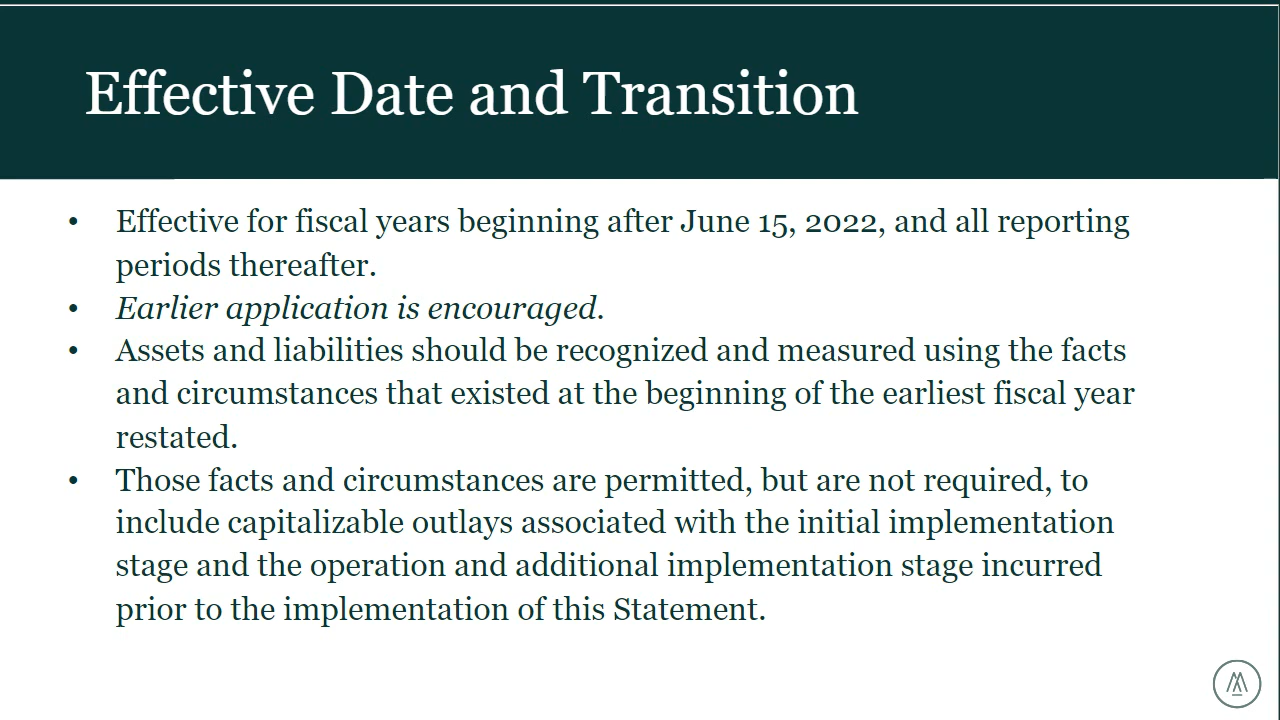 Effective Date and Transition
• Effective for fiscal years beginning after June 15, 2022, and all reporting
periods thereafter.
• Earlier application is encouraged.
• Assets and liabilities should be recognized and measured using the facts
and circumstances that existed at the beginning of the earliest fiscal year
restated.
• Those facts and circumstances are permitted, but are not required, to
include capitalizable outlays associated with the initial implementation
stage and the operation and additional implementation stage incurred
prior to the implementation of this Statement.